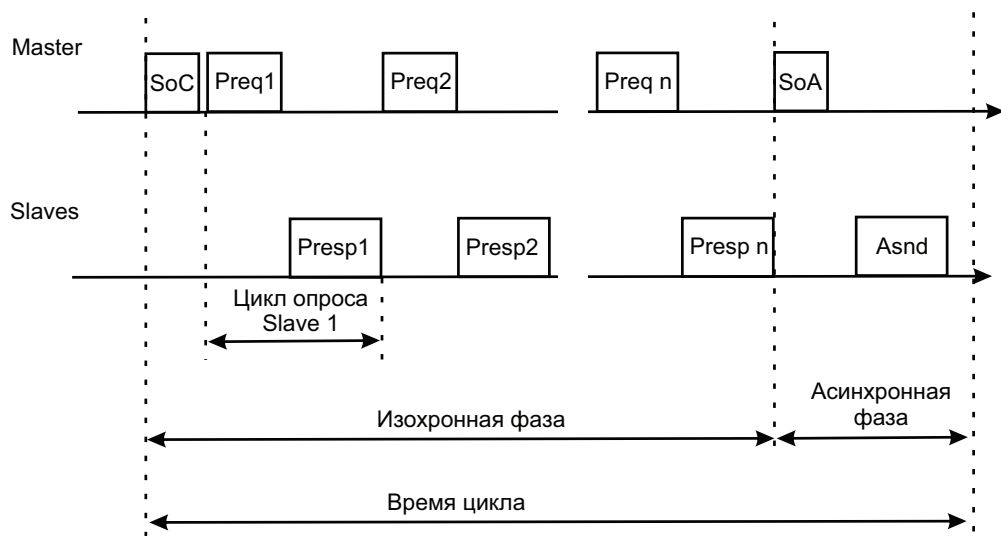 Master
SoC
Preq1
Preq2
Preq n
SoA
Slaves
Presp1
Presp2
Presp n
Asnd
Цикл опроса
Slave 1
Изохронная фаза
Асинхронная
фаза
Время цикла